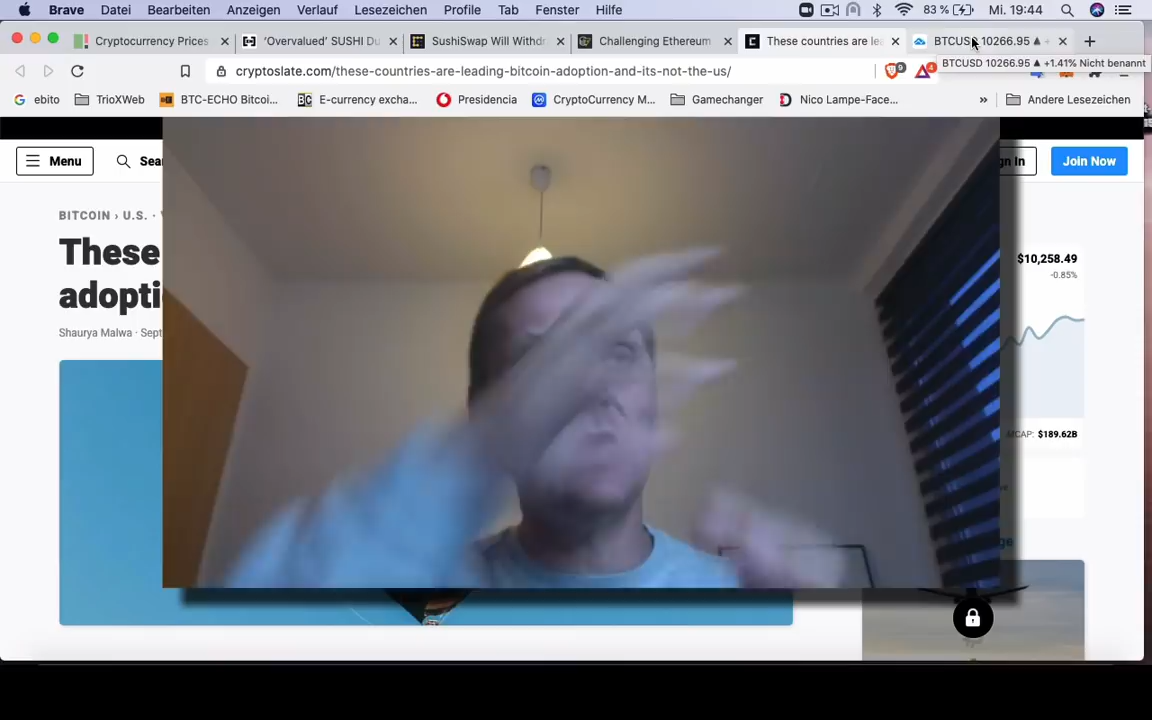 Brave Datei Bearbeiten Anzeigen Verlauf Lesezeichen Profile Tab Fenster Hilfe 83 % Mi. 19:44
Cryptocurrency Prices 'Overvalued' SUSHI Du SushiSwap Will Withdr Challenging Ethereum These countries are lea BTCUSD 10266.95 ▲ +
BTCUSD 10266.95 ▲ +1.41% Nicht benannt
cryptoslate.com/these-countries-are-leading-bitcoin-adoption-and-its-not-the-us/ 9 4
ebito TrioXWeb BTC-ECHO Bitcoi... E-currency excha... Presidencia CryptoCurrency M... Gamechanger Nico Lampe-Face... » Andere Lesezeichen
Menu Sea n In Join Now
BITCOIN › U.S. ·
These
adopti
Shaurya Malwa · Sept
$10,258.49
-0.85%
MCAP: $189.62B
ge